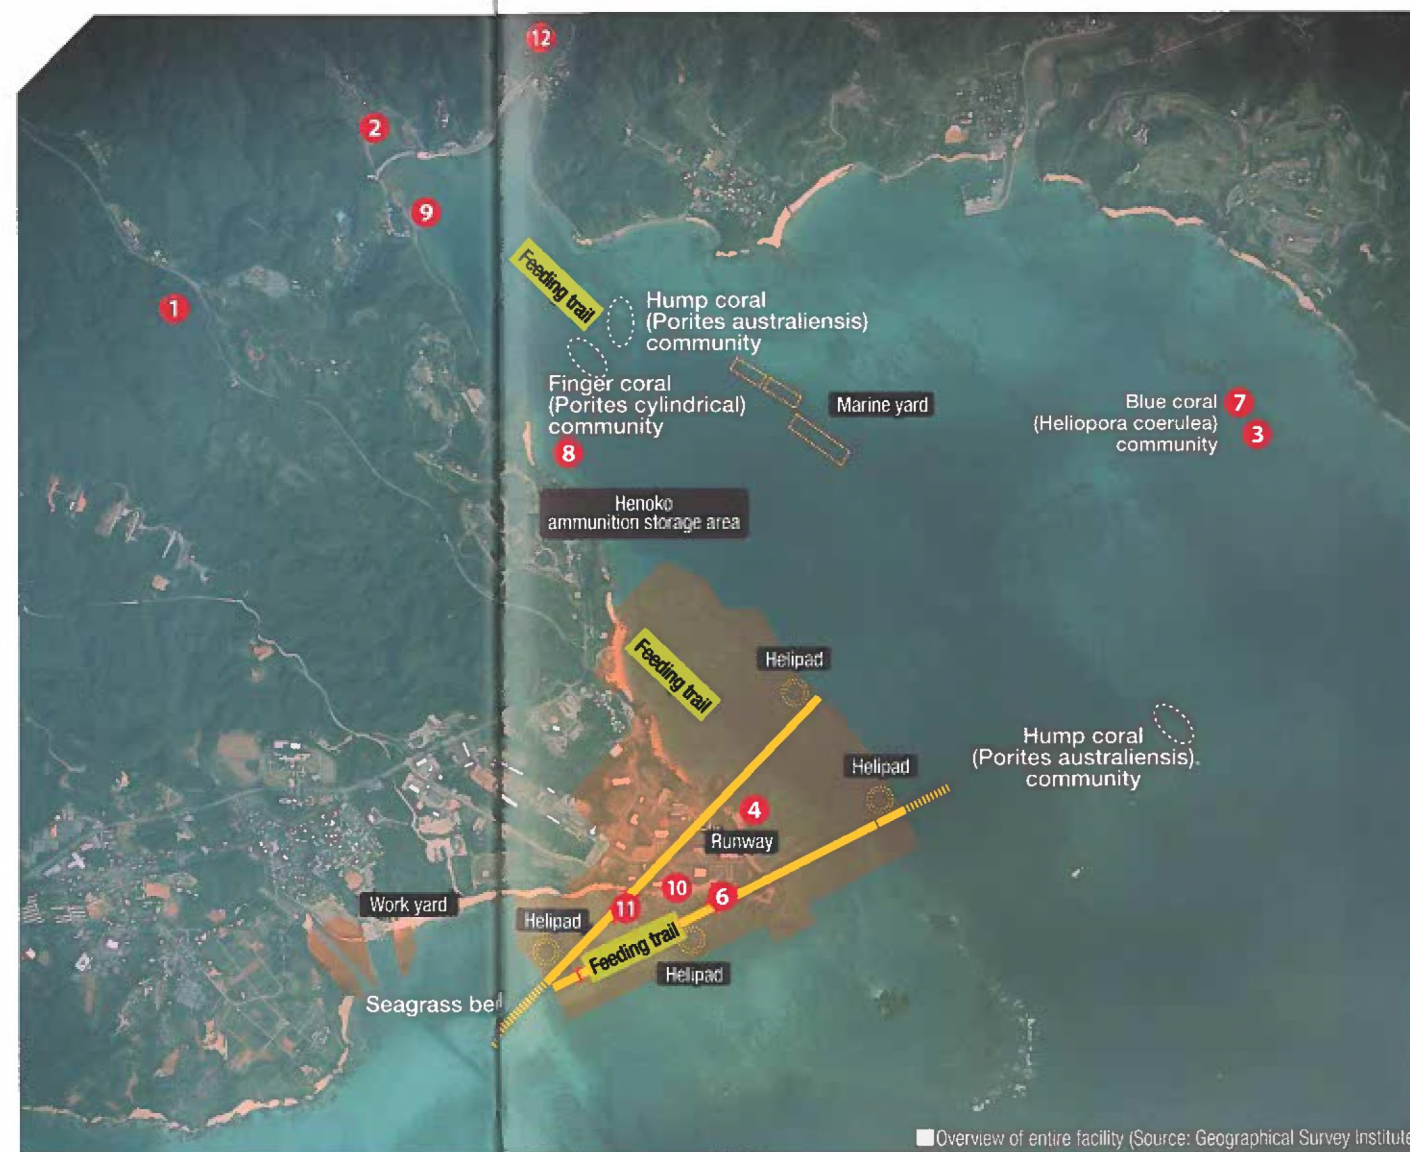 12
2
9
1
Feeding trail
Hump coral
(Porites australiensis)
community
Finger coral
(Porites cylindrical)
community
8
Marine yard
Blue coral
(Heliopora coerulea)
community
7
3
Henoko
ammunition storage area
Feeding trail
Helipad
Hump coral
(Porites australiensis)
community
Helipad
4
Runway
10
6
11
Work yard
Helipad
Feeding trail
Helipad
Seagrass bed
Overview of entire facility (Source: Geographical Survey Institute